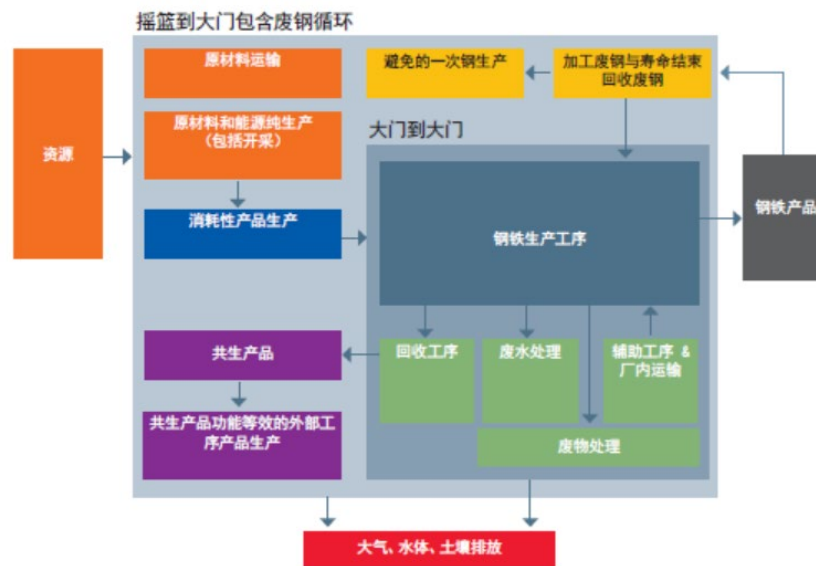 摇篮到大门包含废钢循环
原材料运输
避免的一次钢生产
加工废钢与寿命结束
回收废钢
资源
原材料和能源纯生产
(包括开采)
大门到大门
钢铁产品
消耗性产品生产
钢铁生产工序
共生产品
回收工序
废水处理
辅助工序 &
厂内运输
共生产品功能等效的外部工
序产品生产
废物处理
大气、水体、土壤排放